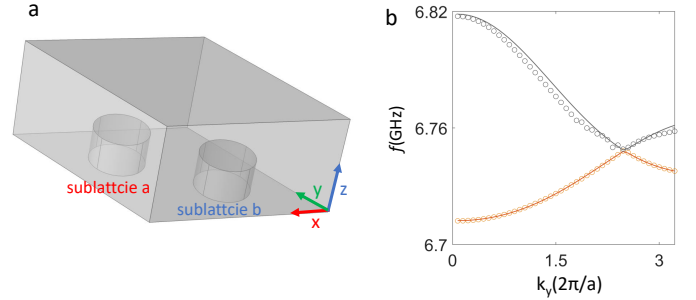 a
sublattcie a
sublattcie b
y
x
z
b
f(GHz)
6.82
6.76
6.7
0
1.5
3
k_y(2π/a)